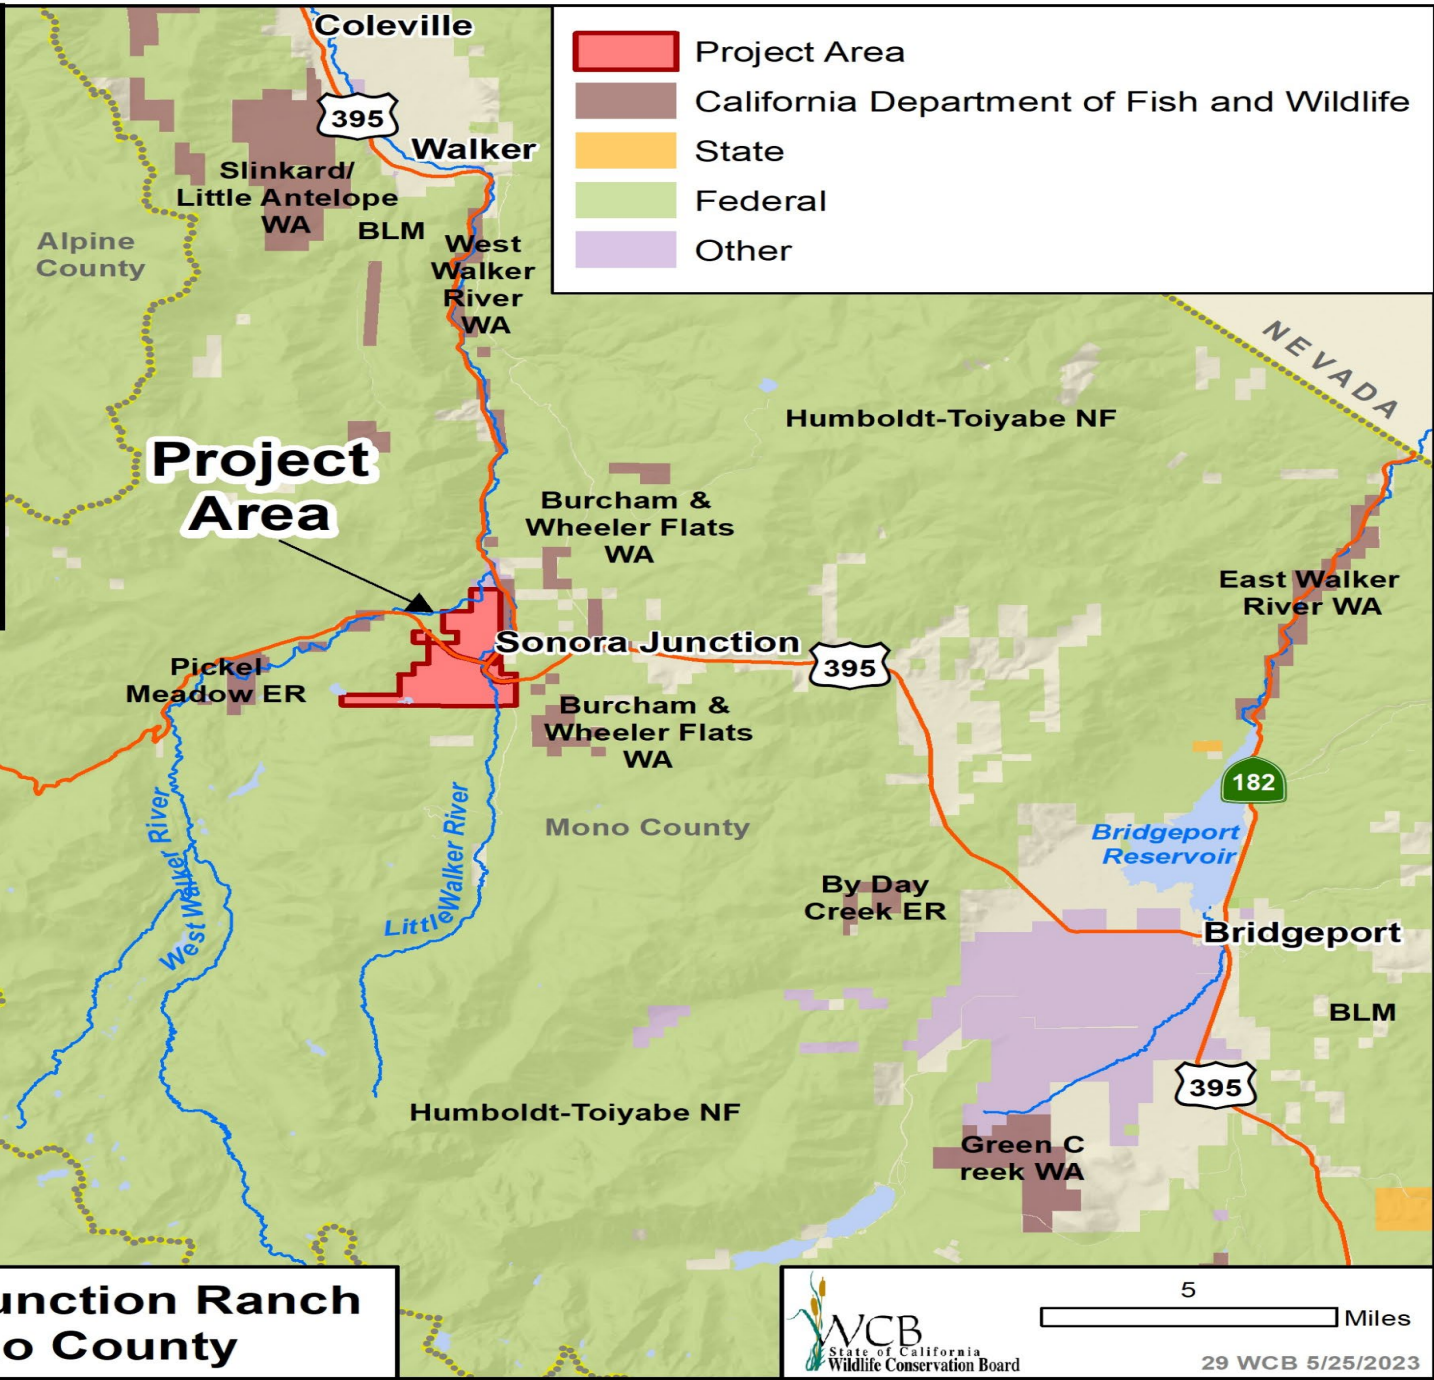 Coleville
395
Walker
Slinkard/
Little Antelope
WA
BLM
Alpine
County
West
Walker
River
WA
Project Area
California Department of Fish and Wildlife
State
Federal
Other
NEVADA
Humboldt-Toiyabe NF
Project
Area
Burcham &
Wheeler Flats
WA
East Walker
River WA
Sonora Junction
395
Pickel
Meadow ER
Burcham &
Wheeler Flats
WA
182
Mono County
Bridgeport
Reservoir
West Walker River
Little Walker River
By Day
Creek ER
Bridgeport
BLM
395
Humboldt-Toiyabe NF
Green C
reek WA
unction Ranch
o County
WCB
State of California
Wildlife Conservation Board
5
Miles
29 WCB 5/25/2023